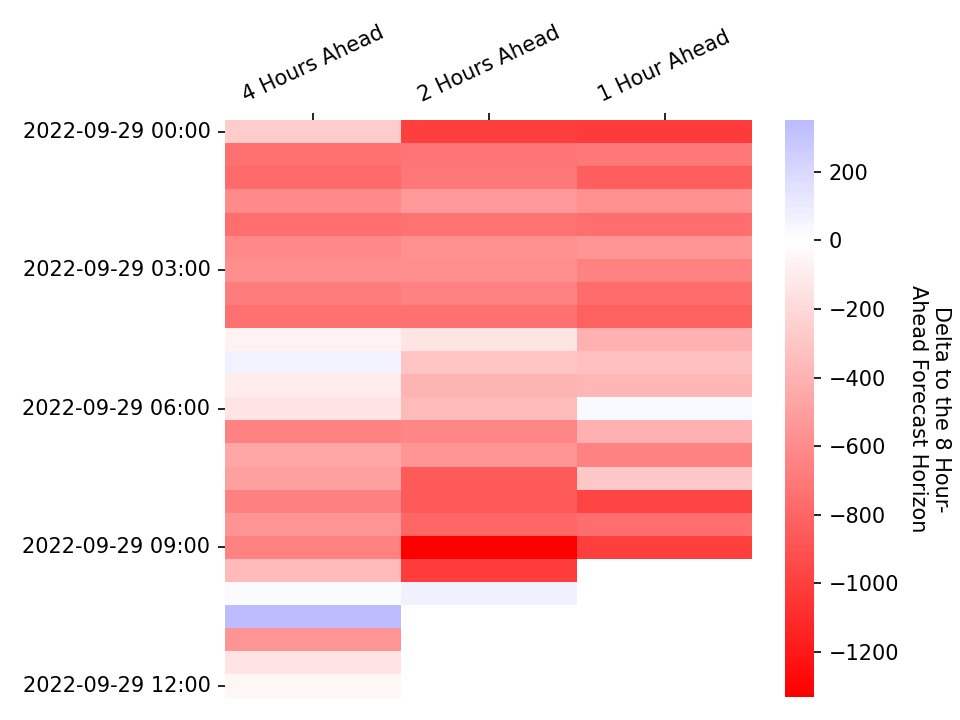 4 Hours Ahead
2 Hours Ahead
1 Hour Ahead
2022-09-29 00:00
2022-09-29 03:00
2022-09-29 06:00
2022-09-29 09:00
2022-09-29 12:00
200
0
−200
−400
−600
−800
−1000
−1200
Delta to the 8 Hour-
Ahead Forecast Horizon